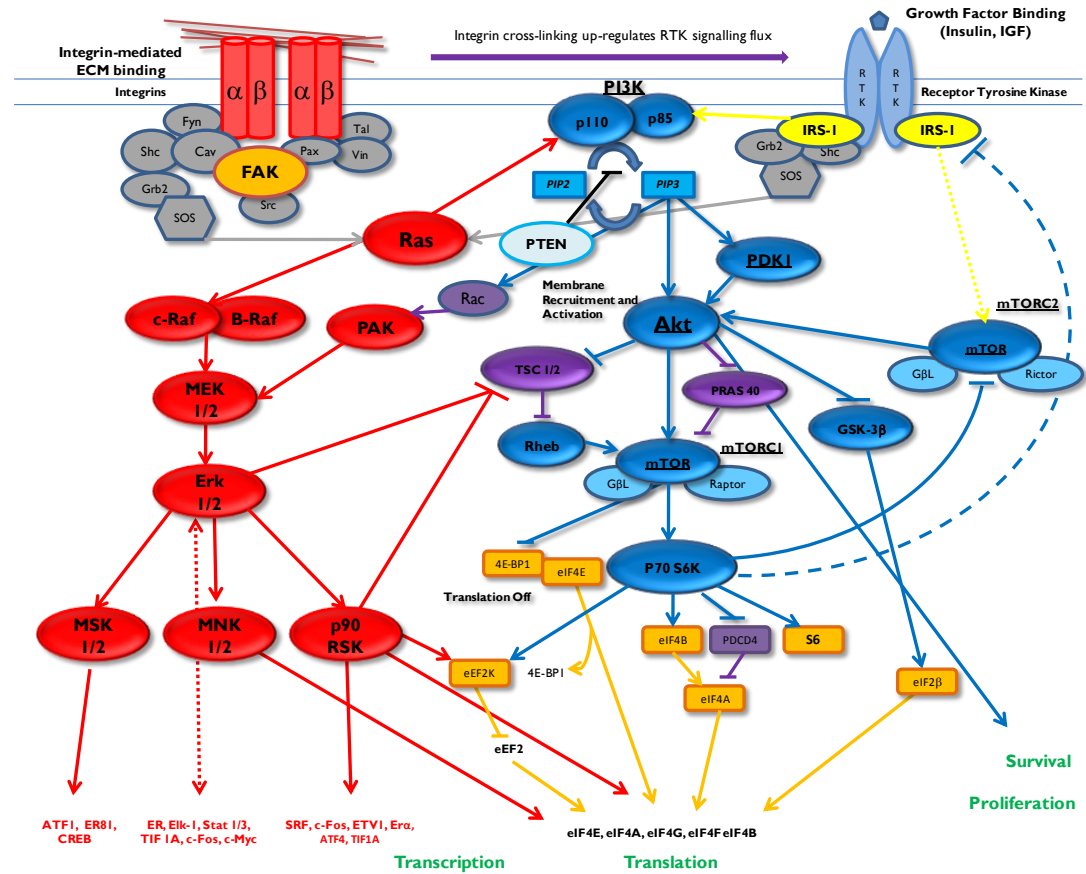 Integrin-mediated
ECM binding
Integrins
α β
α β
Integrin cross-linking up-regulates RTK signalling flux
Growth Factor Binding
(Insulin, IGF)
R
T
K
R
T
K
Receptor Tyrosine Kinase
PI3K
p110
p85
IRS-1
IRS-1
Fyn
Shc
Cav
Pax
Tal
Vin
FAK
Grb2
Src
SOS
Grb2
Shc
SOS
PIP2
PIP3
Ras
PTEN
PDK1
Membrane
Recruitment and
Activation
Rac
c-Raf
B-Raf
PAK
Akt
mTORC2
mTOR
GβL
Rictor
TSC 1/2
PRAS 40
MEK
1/2
GSK-3β
Rheb
mTORC1
mTOR
GβL
Raptor
Erk
1/2
4E-BP1
eIF4E
P70 S6K
Translation Off
MSK
1/2
MNK
1/2
p90
RSK
eIF4B
PDCD4
S6
eEF2K
4E-BP1
eIF4A
eIF2β
eEF2
Survival
Proliferation
ATF1, ER81,
CREB
ER, Elk-1, Stat 1/3,
TIF 1A, c-Fos, c-Myc
SRF, c-Fos, ETV1, Erα,
ATF4, TIF1A
eIF4E, eIF4A, eIF4G, eIF4F eIF4B
Transcription
Translation